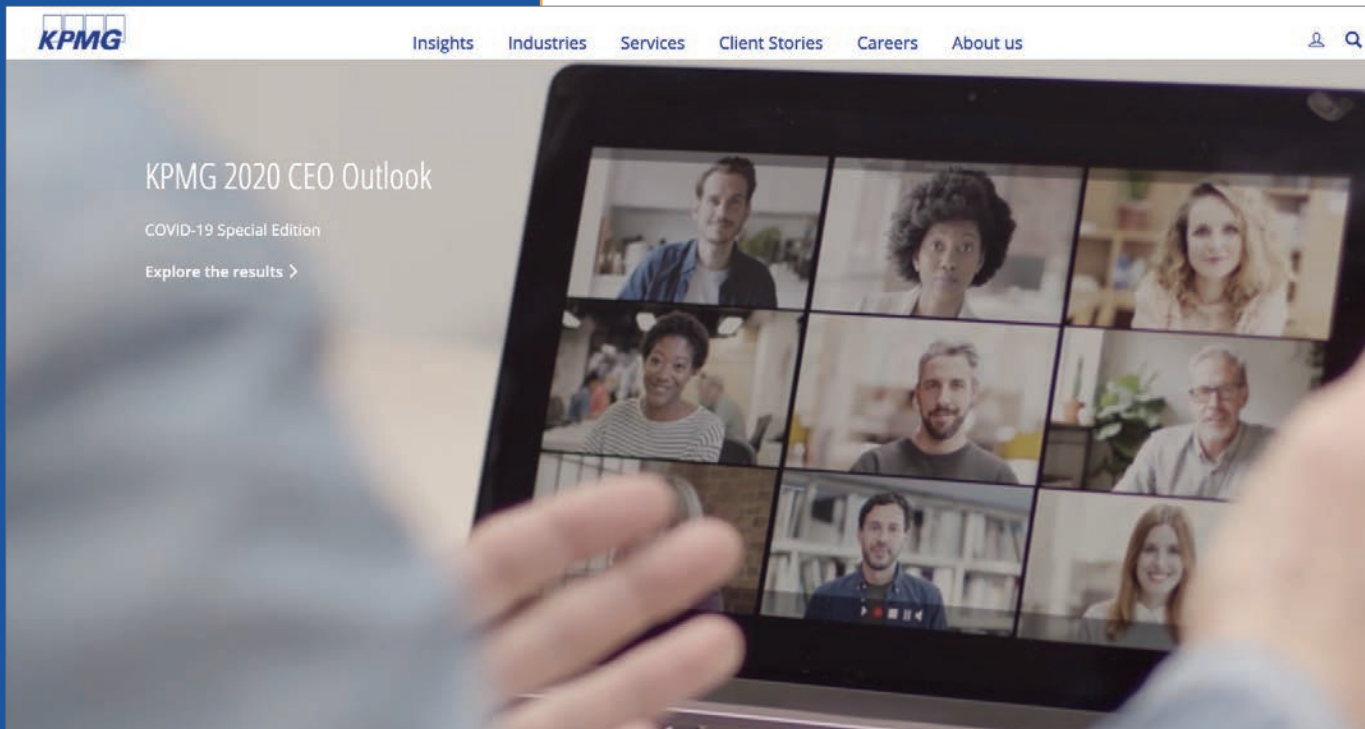 KPMG
Insights Industries Services Client Stories Careers About us
KPMG 2020 CEO Outlook
COVID-19 Special Edition
Explore the results >